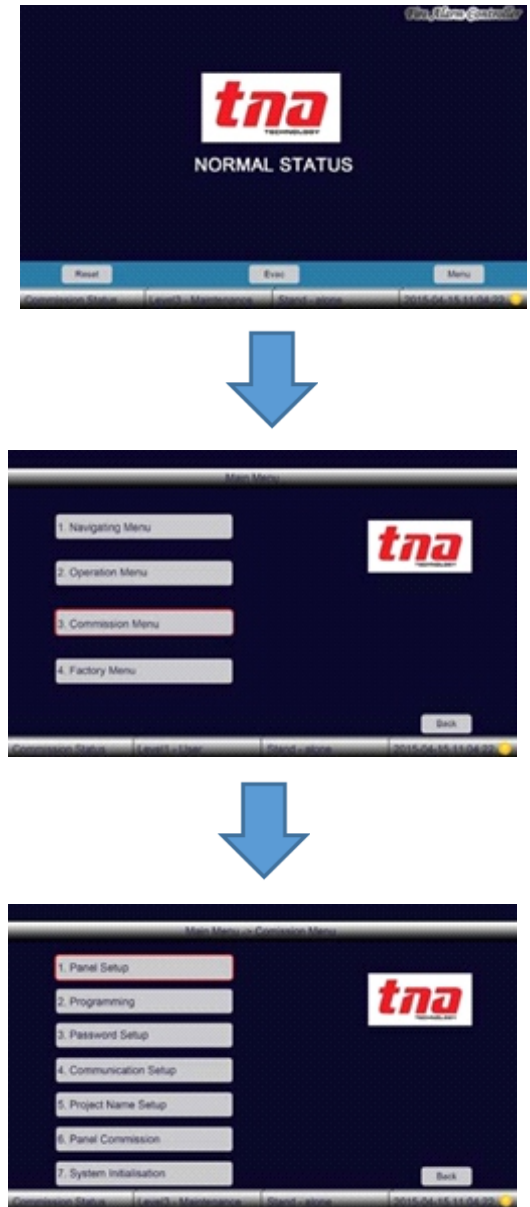 Fire Alarm Controller
tna
TECHNOLOGY
NORMAL STATUS
Reset Evac Menu
Commission Status Level3 - Maintenance Stand - alone 2015-04-15 11:04:22
Main Menu
1. Navigating Menu
tna
TECHNOLOGY
2. Operation Menu
3. Commission Menu
4. Factory Menu
Back
Commission Status Level1 - User Stand - alone 2015-04-15 11:04:22
Main Menu -> Comission Menu
1. Panel Setup
tna
TECHNOLOGY
2. Programming
3. Password Setup
4. Communication Setup
5. Project Name Setup
6. Panel Commission
7. System Initialisation
Back
Commission Status Level3 - Maintenance Stand - alone 2015-04-15 11:04:22